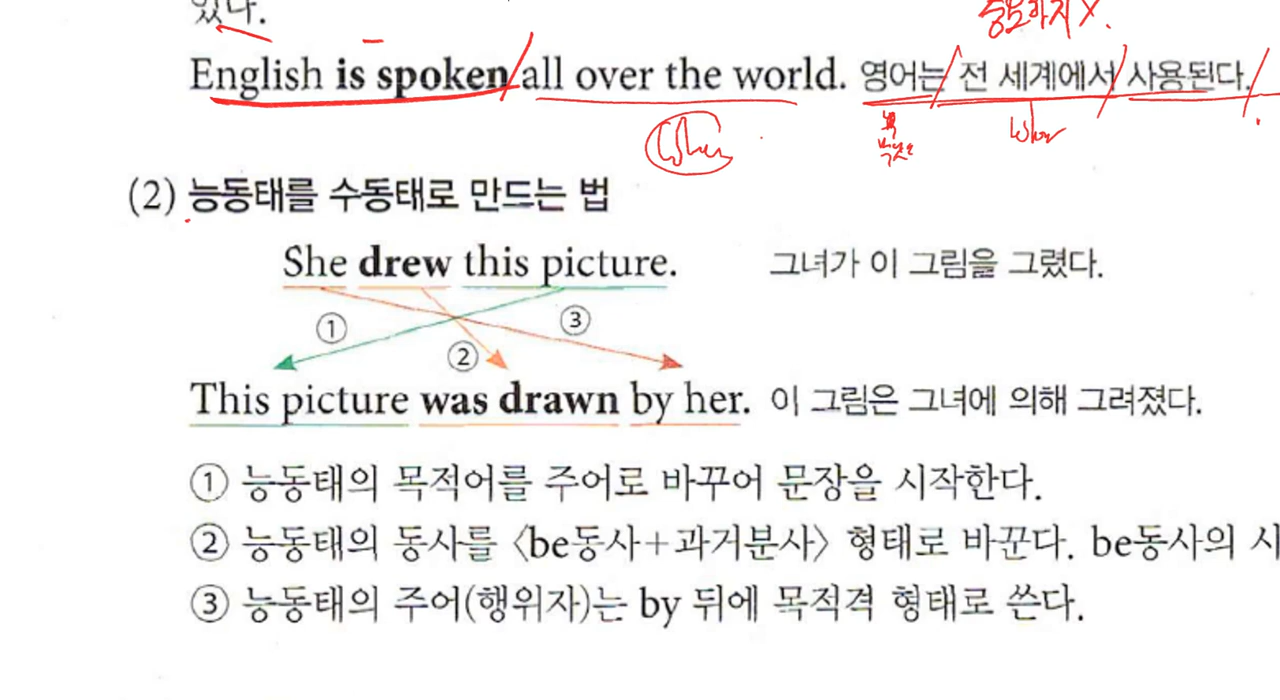 있다.
중요하지 X.
English is spoken / all over the world. 영어는 / 전 세계에서 / 사용된다. /
(2) 능동태를 수동태로 만드는 법
She drew this picture. 그녀가 이 그림을 그렸다.
① ② ③
This picture was drawn by her. 이 그림은 그녀에 의해 그려졌다.
① 능동태의 목적어를 주어로 바꾸어 문장을 시작한다.
② 능동태의 동사를 〈be동사+과거분사〉 형태로 바꾼다. be동사의 시
③ 능동태의 주어(행위자)는 by 뒤에 목적격 형태로 쓴다.